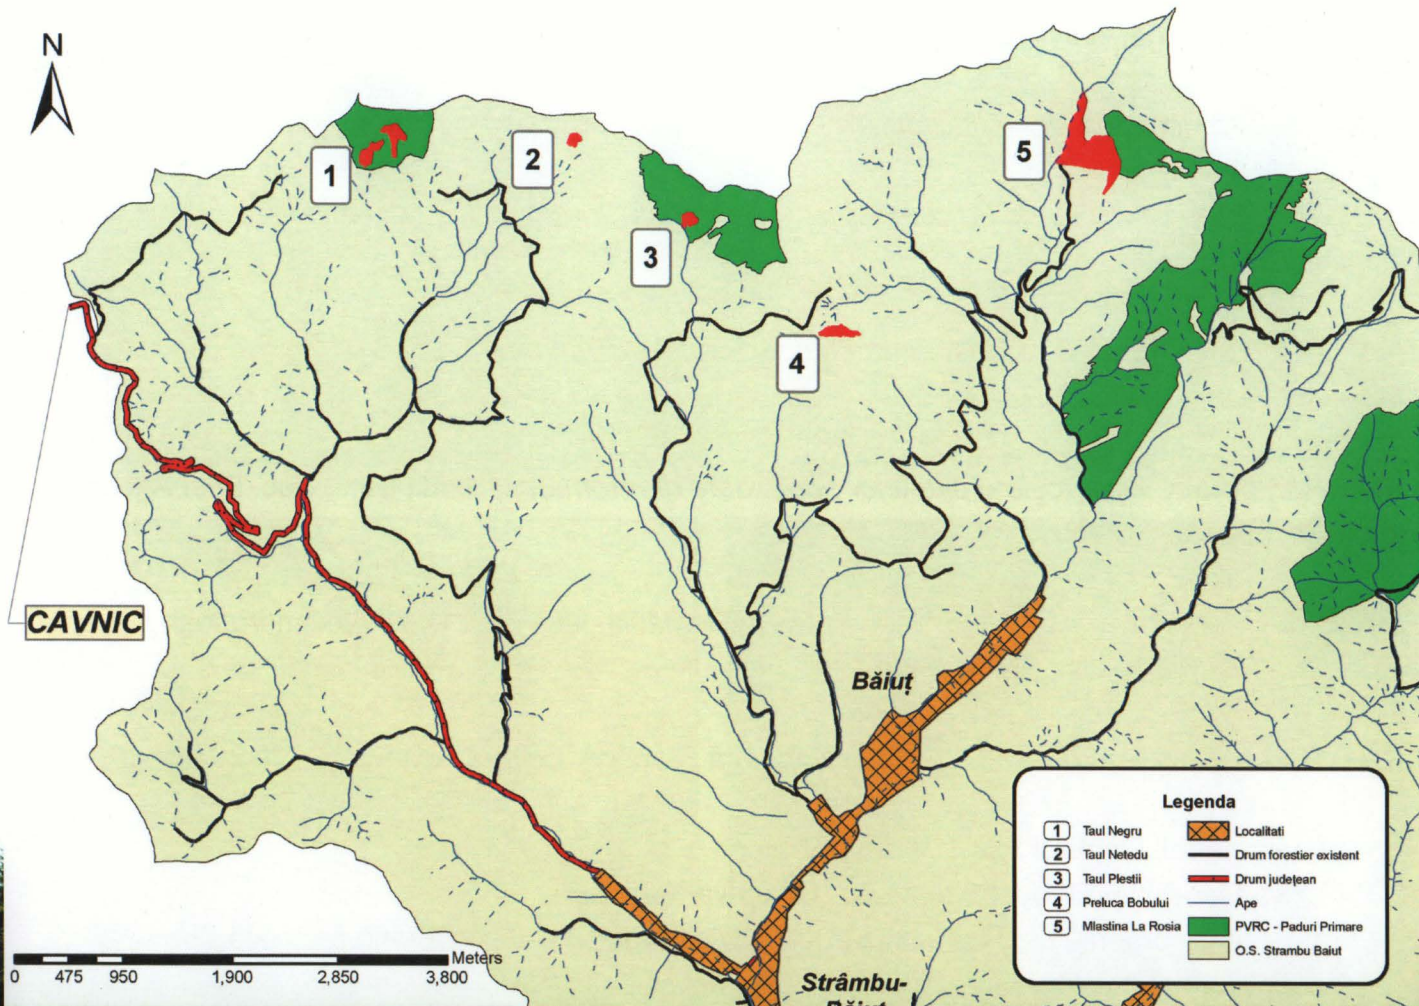 N
1
2
3
4
5
CAVNIC
Băiuț
Strâmbu-
Băiuț
Legenda
1 Taul Negru
2 Taul Netedu
3 Taul Plestii
4 Preluca Bobului
5 Mlastina La Rosia
Localitati
Drum forestier existent
Drum județean
Ape
PVRC - Paduri Primare
O.S. Strambu Baiut
0 475 950 1,900 2,850 3,800 Meters